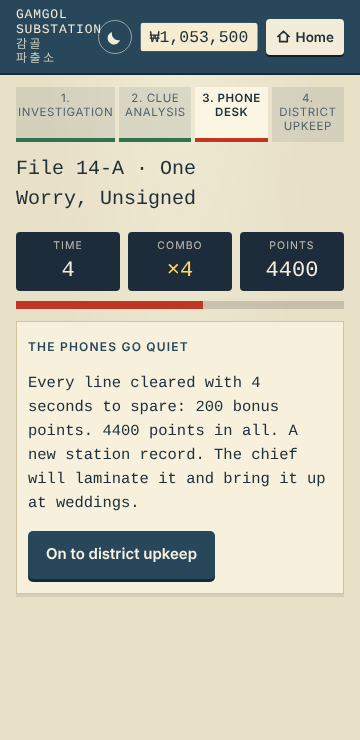 GAMGOL
SUBSTATION
감골
파출소
₩1,053,500
Home
1.
INVESTIGATION
2. CLUE
ANALYSIS
3. PHONE
DESK
4.
DISTRICT
UPKEEP
File 14-A · One
Worry, Unsigned
TIME
4
COMBO
×4
POINTS
4400
THE PHONES GO QUIET
Every line cleared with 4
seconds to spare: 200 bonus
points. 4400 points in all. A
new station record. The chief
will laminate it and bring it up
at weddings.
On to district upkeep